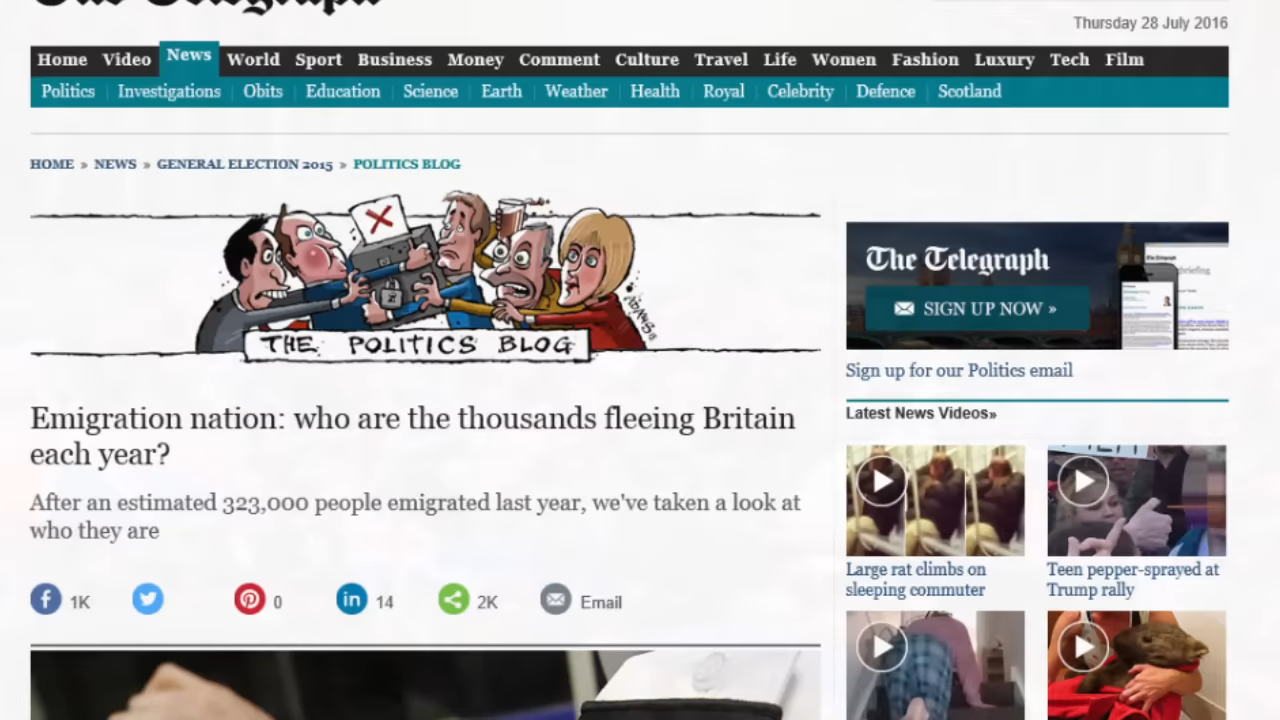 The Telegraph
Thursday 28 July 2016
Home Video News World Sport Business Money Comment Culture Travel Life Women Fashion Luxury Tech Film
Politics Investigations Obits Education Science Earth Weather Health Royal Celebrity Defence Scotland
HOME » NEWS » GENERAL ELECTION 2015 » POLITICS BLOG
THE POLITICS BLOG
ADAMS
Emigration nation: who are the thousands fleeing Britain
each year?
After an estimated 323,000 people emigrated last year, we've taken a look at
who they are
1K 0 14 2K Email
The Telegraph
SIGN UP NOW »
Sign up for our Politics email
Latest News Videos»
Large rat climbs on
sleeping commuter
Teen pepper-sprayed at
Trump rally